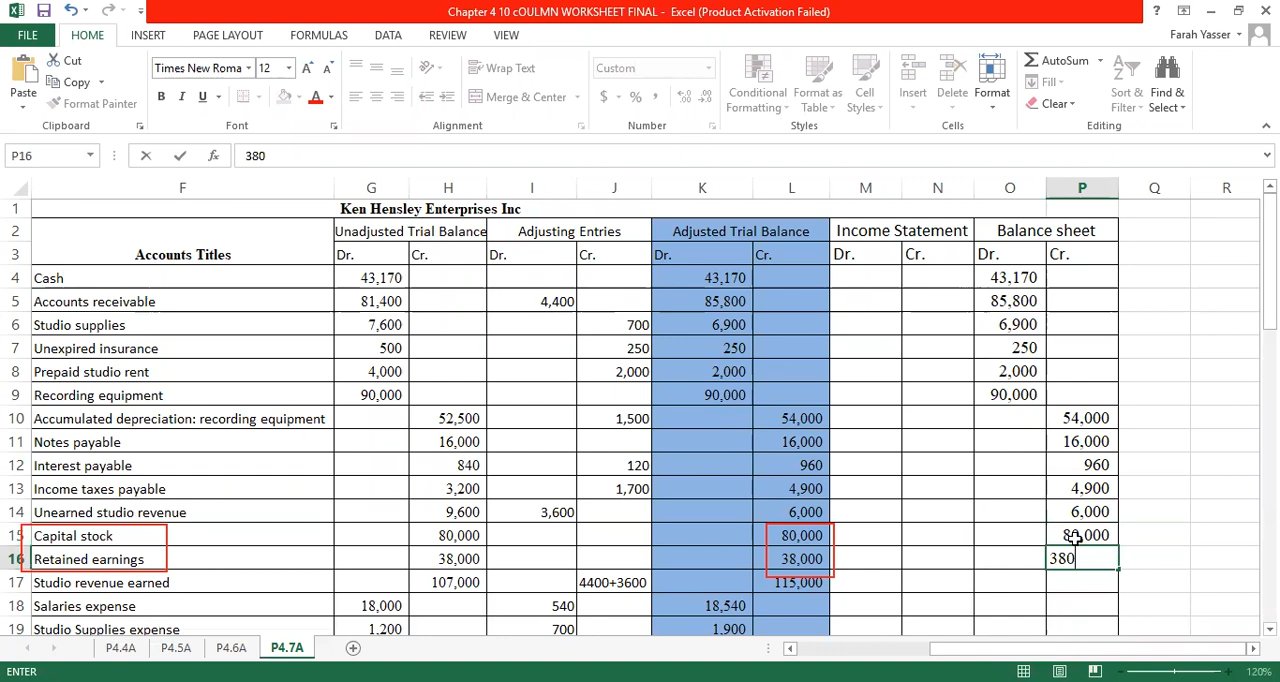 Chapter 4 10 cOULMN WORKSHEET FINAL - Excel (Product Activation Failed)
FILE HOME INSERT PAGE LAYOUT FORMULAS DATA REVIEW VIEW Farah Yasser
Paste Cut Copy Format Painter Clipboard
Times New Roma 12 B I U A Font
Wrap Text Merge & Center Alignment
Custom $ % Number
Conditional Formatting Format as Table Cell Styles Styles
Insert Delete Format Cells
AutoSum Fill Clear Sort & Filter Find & Select Editing
P16 fx 380
F G H I J K L M N O P Q R
1 Ken Hensley Enterprises Inc
2 Unadjusted Trial Balance Adjusting Entries Adjusted Trial Balance Income Statement Balance sheet
3 Accounts Titles Dr. Cr. Dr. Cr. Dr. Cr. Dr. Cr. Dr. Cr.
4 Cash 43,170 43,170 43,170
5 Accounts receivable 81,400 4,400 85,800 85,800
6 Studio supplies 7,600 700 6,900 6,900
7 Unexpired insurance 500 250 250 250
8 Prepaid studio rent 4,000 2,000 2,000 2,000
9 Recording equipment 90,000 90,000 90,000
10 Accumulated depreciation: recording equipment 52,500 1,500 54,000 54,000
11 Notes payable 16,000 16,000 16,000
12 Interest payable 840 120 960 960
13 Income taxes payable 3,200 1,700 4,900 4,900
14 Unearned studio revenue 9,600 3,600 6,000 6,000
15 Capital stock 80,000 80,000 80,000
16 Retained earnings 38,000 38,000 380
17 Studio revenue earned 107,000 4400+3600 115,000
18 Salaries expense 18,000 540 18,540
19 Studio Supplies expense 1,200 700 1,900
P4.4A P4.5A P4.6A P4.7A
ENTER 120%